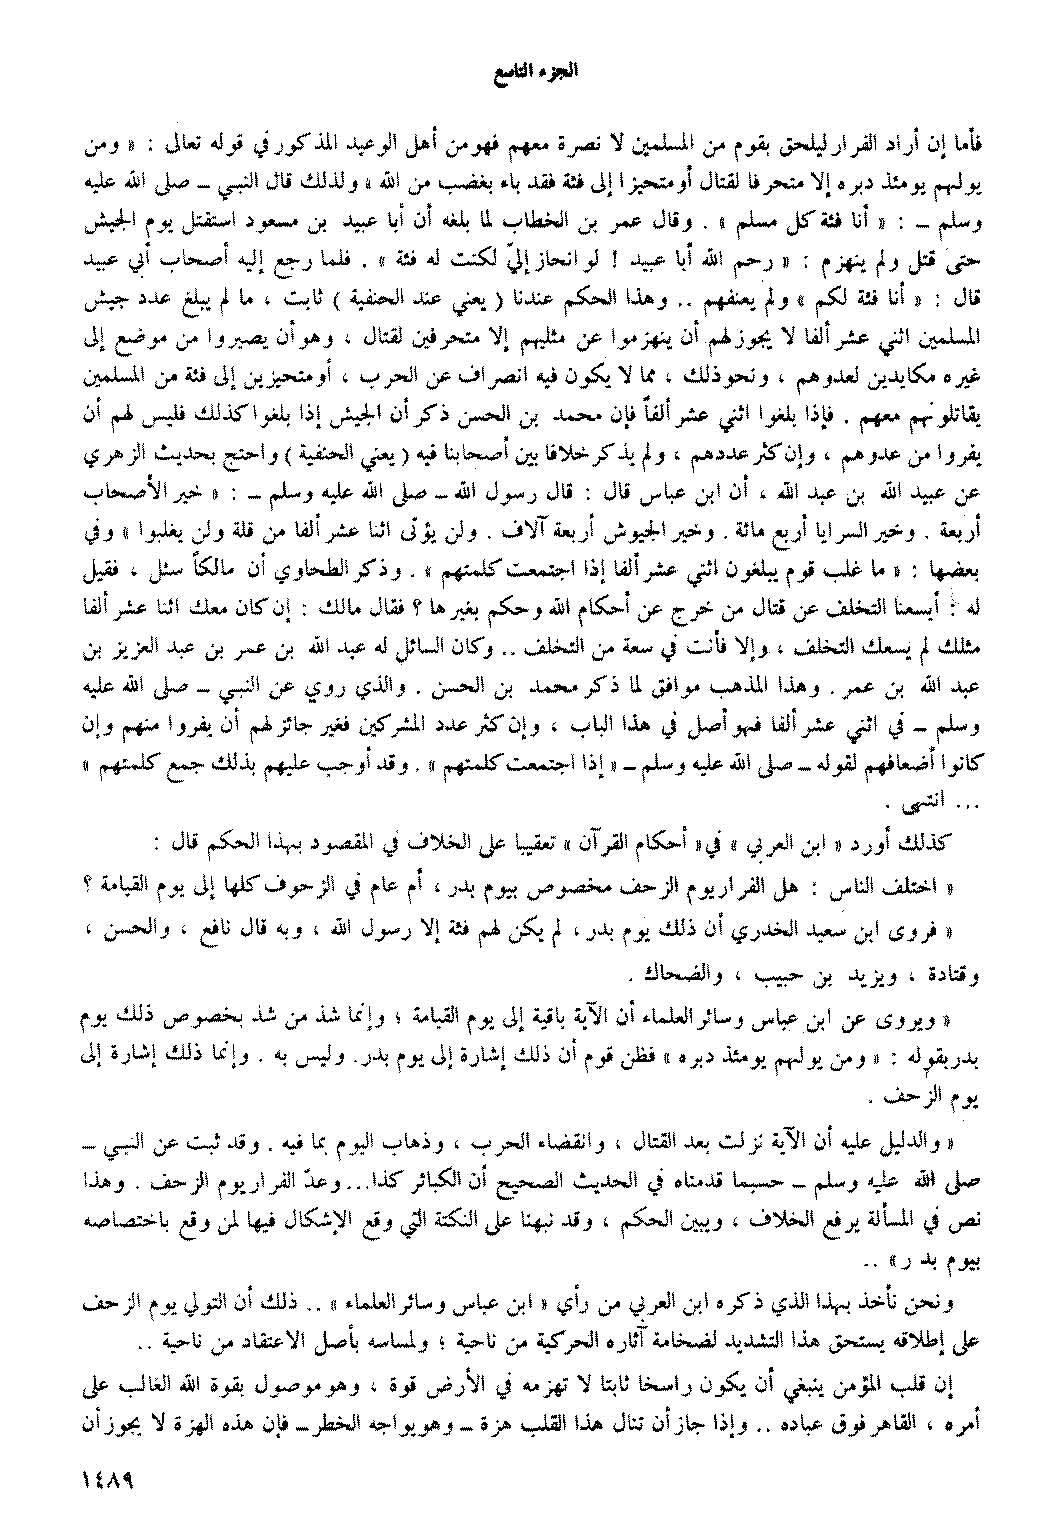 الجزء التاسع
فأما إن أراد الفرار ليلحق بقوم من المسلمين لا نصرة معهم فهو من أهل الوعيد المذكور في قوله تعالى : « ومن
يولهم يومئذ دبره إلا متحرفا لقتال أو متحيزا إلى فئة فقد باء بغضب من الله » ولذلك قال النبي ــ صلى الله عليه
وسلم ــ : « أنا فئة كل مسلم » . وقال عمر بن الخطاب لما بلغه أن أبا عبيد بن مسعود استقتل يوم الجيش
حتى قتل ولم ينهزم : « رحم الله أبا عبيد ! لو انحاز إليّ لكنت له فئة » . فلما رجع إليه أصحاب أبي عبيد
قال : « أنا فئة لكم » ولم يعنفهم .. وهذا الحكم عندنا ( يعني عند الحنفية ) ثابت ، ما لم يبلغ عدد جيش
المسلمين اثني عشر ألفا لا يجوز لهم أن ينهزموا عن مثليهم إلا متحرفين لقتال ، وهو أن يصيروا من موضع إلى
غيره مكايدين لعدوهم ، ونحو ذلك ، مما لا يكون فيه انصراف عن الحرب ، أو متحيزين إلى فئة من المسلمين
يقاتلونهم معهم . فإذا بلغوا اثني عشر ألفاً فإن محمد بن الحسن ذكر أن الجيش إذا بلغوا كذلك فليس لهم أن
يفروا من عدوهم ، وإن كثر عددهم ، ولم يذكر خلافا بين أصحابنا فيه ( يعني الحنفية ) واحتج بحديث الزهري
عن عبيد الله بن عبد الله ، أن ابن عباس قال : قال رسول الله ــ صلى الله عليه وسلم ــ : « خير الأصحاب
أربعة . وخير السرايا أربع مائة . وخير الجيوش أربعة آلاف . ولن يؤتى اثنا عشر ألفا من قلة ولن يغلبوا » وفي
بعضها : « ما غلب قوم يبلغون اثني عشر ألفا إذا اجتمعت كلمتهم » . وذكر الطحاوي أن مالكاً سئل ، فقيل
له : أيسعنا التخلف عن قتال من خرج عن أحكام الله وحكم بغيرها ؟ فقال مالك : إن كان معك اثنا عشر ألفا
مثلك لم يسعك التخلف ، وإلا فأنت في سعة من التخلف .. وكان السائل له عبد الله بن عمر بن عبد العزيز بن
عبد الله بن عمر . وهذا المذهب موافق لما ذكر محمد بن الحسن . والذي روي عن النبي ــ صلى الله عليه
وسلم ــ في اثني عشر ألفا فهو أصل في هذا الباب ، وإن كثر عدد المشركين فغير جائز لهم أن يفروا منهم وإن
كانوا أضعافهم لقوله ــ صلى الله عليه وسلم ــ « إذا اجتمعت كلمتهم » . وقد أوجب عليهم بذلك جمع كلمتهم »
... انتهى .
كذلك أورد « ابن العربي » في « أحكام القرآن » تعقيبا على الخلاف في المقصود بهذا الحكم قال :
« اختلف الناس : هل الفرار يوم الزحف مخصوص بيوم بدر ، أم عام في الزحوف كلها إلى يوم القيامة ؟
« فروى ابن سعيد الخدري أن ذلك يوم بدر ، لم يكن لهم فئة إلا رسول الله ، وبه قال نافع ، والحسن ،
وقتادة ، ويزيد بن حبيب ، والضحاك .
« ويروى عن ابن عباس وسائر العلماء أن الآية باقية إلى يوم القيامة ؛ وإنما شذ من شذ بخصوص ذلك يوم
بدر بقوله : « ومن يولهم يومئذ دبره » فظن قوم أن ذلك إشارة إلى يوم بدر. وليس به . وإنما ذلك إشارة إلى
يوم الزحف .
« والدليل عليه أن الآية نزلت بعد القتال ، وانقضاء الحرب ، وذهاب اليوم بما فيه . وقد ثبت عن النبي ــ
صلى الله عليه وسلم ــ حسبما قدمناه في الحديث الصحيح أن الكبائر كذا... وعدّ الفرار يوم الزحف . وهذا
نص في المسألة يرفع الخلاف ، ويبين الحكم ، وقد نبهنا على النكتة التي وقع الإشكال فيها لمن وقع باختصاصه
بيوم بدر » ..
ونحن نأخذ بهذا الذي ذكره ابن العربي من رأي « ابن عباس وسائر العلماء » .. ذلك أن التولي يوم الزحف
على إطلاقه يستحق هذا التشديد لضخامة آثاره الحركية من ناحية ؛ ولمساسه بأصل الاعتقاد من ناحية ..
إن قلب المؤمن ينبغي أن يكون راسخا ثابتا لا تهزمه في الأرض قوة ، وهو موصول بقوة الله الغالب على
أمره ، القاهر فوق عباده .. وإذا جاز أن تنال هذا القلب هزة ــ وهو يواجه الخطر ــ فإن هذه الهزة لا يجوز أن
١٤٨٩